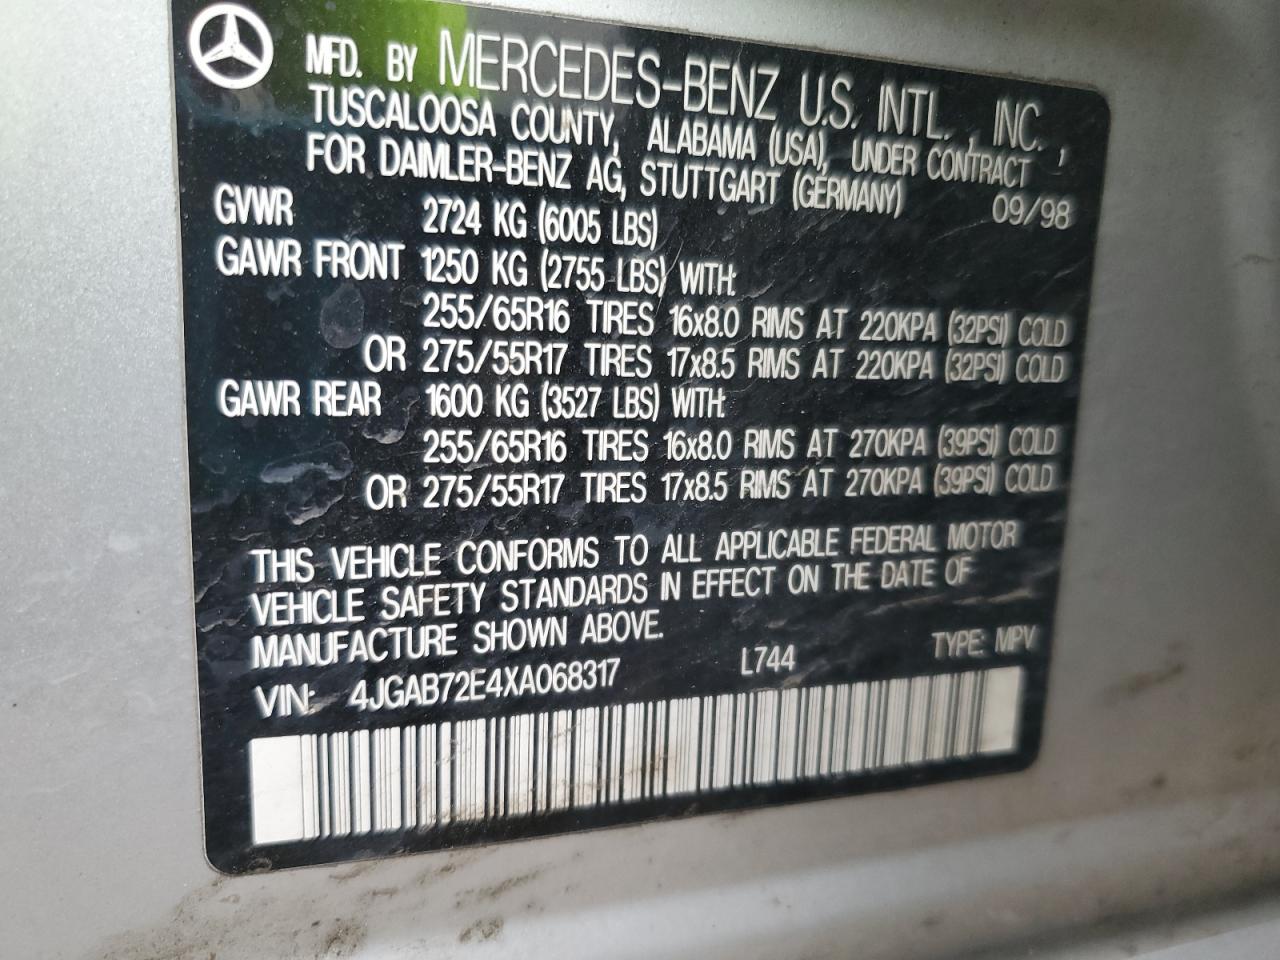 MFD. BY MERCEDES-BENZ U.S. INTL., INC.,
TUSCALOOSA COUNTY, ALABAMA (USA), UNDER CONTRACT
FOR DAIMLER-BENZ AG, STUTTGART (GERMANY) 09/98
GVWR 2724 KG (6005 LBS)
GAWR FRONT 1250 KG (2755 LBS) WITH:
255/65R16 TIRES 16x8.0 RIMS AT 220KPA (32PSI) COLD
OR 275/55R17 TIRES 17x8.5 RIMS AT 220KPA (32PSI) COLD
GAWR REAR 1600 KG (3527 LBS) WITH:
255/65R16 TIRES 16x8.0 RIMS AT 270KPA (39PSI) COLD
OR 275/55R17 TIRES 17x8.5 RIMS AT 270KPA (39PSI) COLD
THIS VEHICLE CONFORMS TO ALL APPLICABLE FEDERAL MOTOR
VEHICLE SAFETY STANDARDS IN EFFECT ON THE DATE OF
MANUFACTURE SHOWN ABOVE.
VIN: 4JGAB72E4XA068317 L744 TYPE: MPV